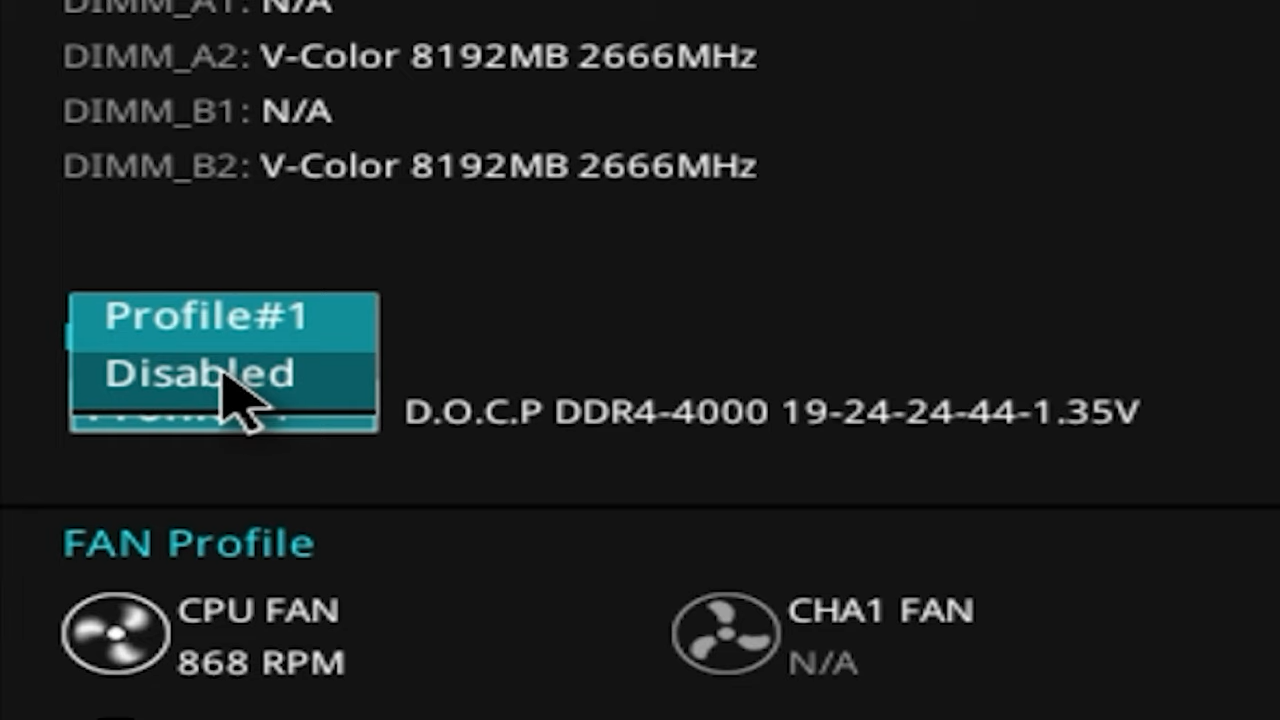 DIMM_A1: N/A
DIMM_A2: V-Color 8192MB 2666MHz
DIMM_B1: N/A
DIMM_B2: V-Color 8192MB 2666MHz
Profile#1
Disabled
D.O.C.P DDR4-4000 19-24-24-44-1.35V
FAN Profile
CPU FAN
868 RPM
CHA1 FAN
N/A